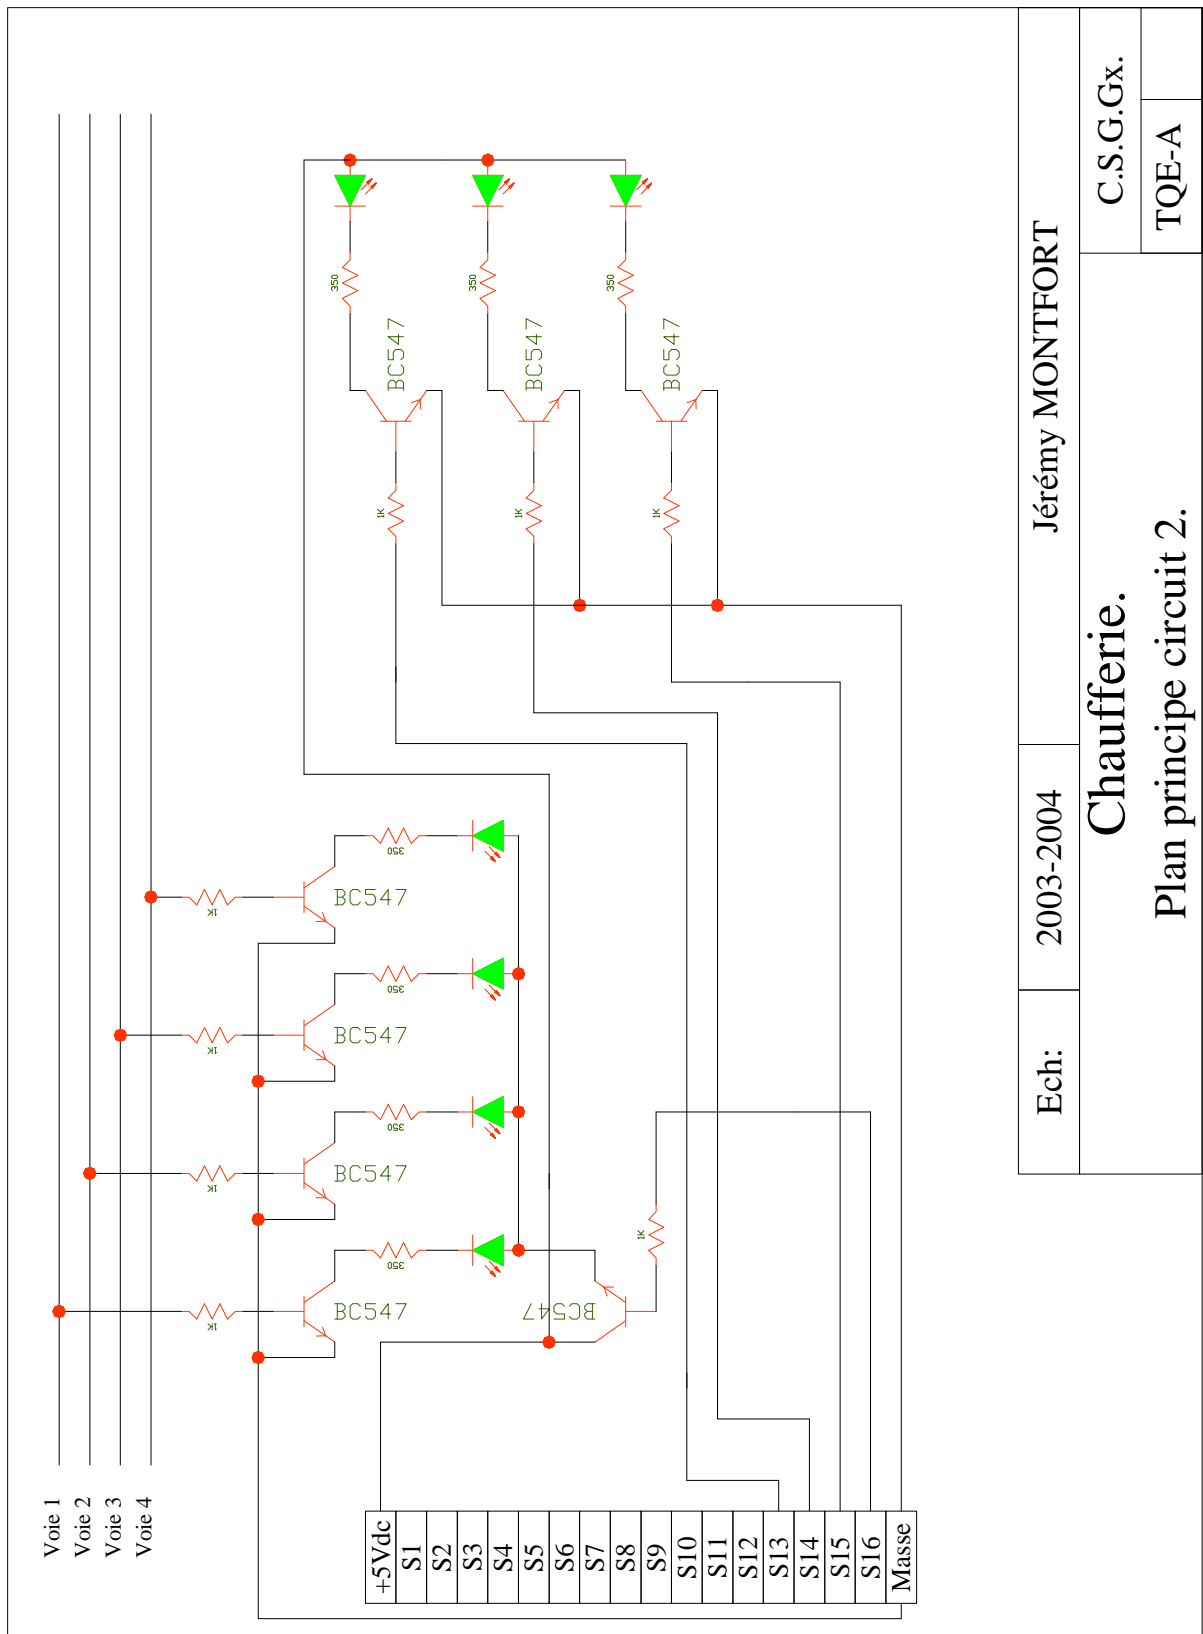 Voie 1
Voie 2
Voie 3
Voie 4
1K
1K
1K
1K
BC547
BC547
BC547
BC547
350
350
350
350
BC547
1K
350
350
350
BC547
BC547
BC547
1K
1K
1K
+5Vdc
S1
S2
S3
S4
S5
S6
S7
S8
S9
S10
S11
S12
S13
S14
S15
S16
Masse
Ech:
2003-2004
Jérémy MONTFORT
Chaufferie.
Plan principe circuit 2.
C.S.G.Gx.
TQE-A